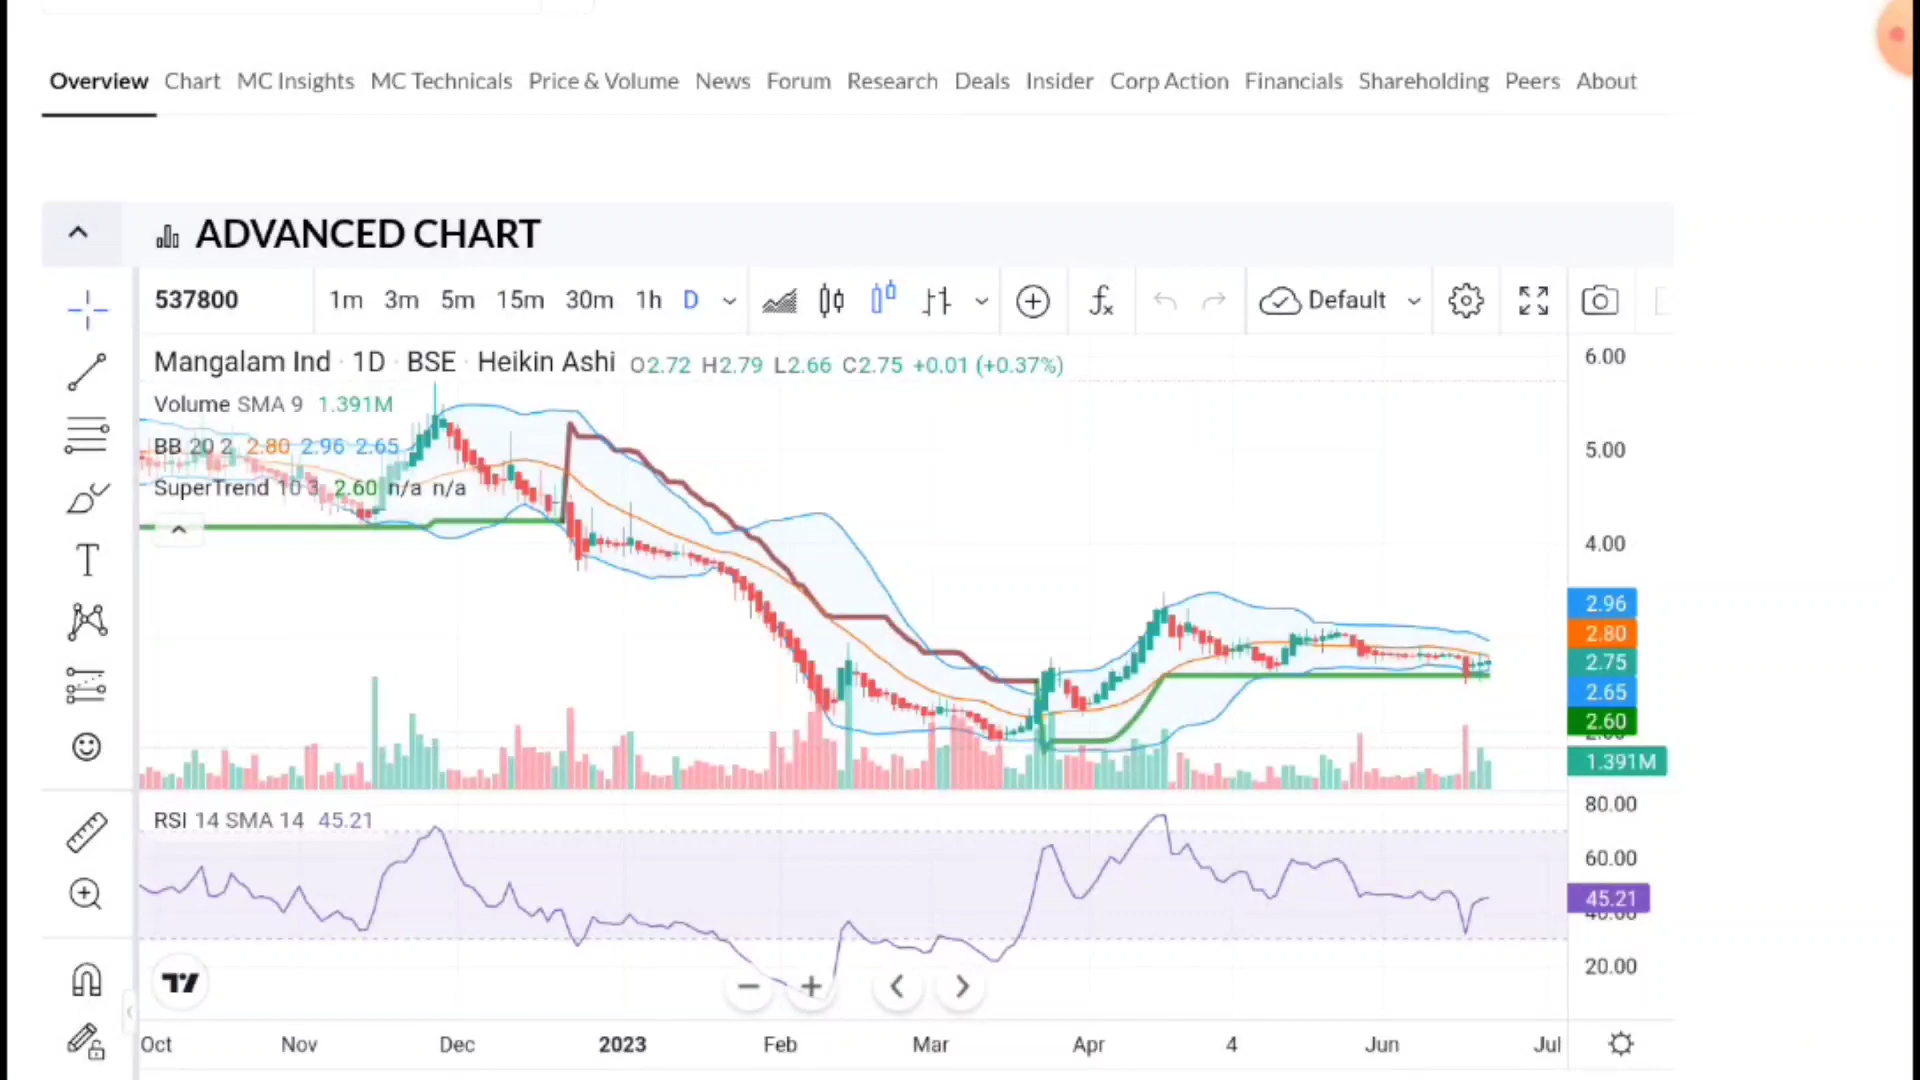 Overview Chart MC Insights MC Technicals Price & Volume News Forum Research Deals Insider Corp Action Financials Shareholding Peers About
ADVANCED CHART
537800 1m 3m 5m 15m 30m 1h D Default
Mangalam Ind · 1D · BSE · Heikin Ashi O2.72 H2.79 L2.66 C2.75 +0.01 (+0.37%)
Volume SMA 9 1.391M
BB 20 2 2.80 2.96 2.65
SuperTrend 10 3 2.60 n/a n/a
6.00
5.00
4.00
2.96
2.80
2.75
2.65
2.60
1.391M
RSI 14 SMA 14 45.21
80.00
60.00
45.21
40.00
20.00
Oct Nov Dec 2023 Feb Mar Apr 4 Jun Jul